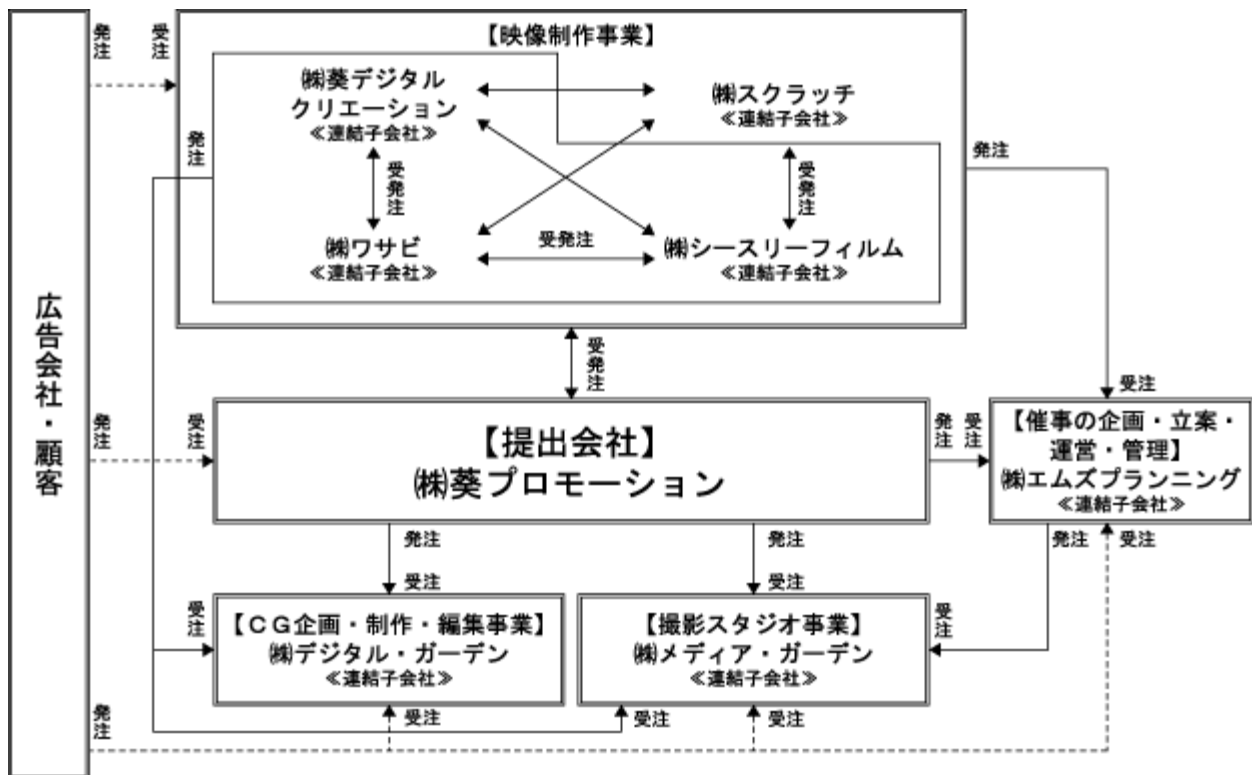 発注
受注
【映像制作事業】
㈱葵デジタル
クリエーション
≪連結子会社≫
㈱スクラッチ
≪連結子会社≫
発注
受発注
受発注
発注
㈱ワサビ
≪連結子会社≫
受発注
㈱シースリーフィルム
≪連結子会社≫
広告会社・顧客
受発注
受注
発注
受注
【提出会社】
㈱葵プロモーション
発注
受注
【催事の企画・立案・
運営・管理】
㈱エムズプランニング
≪連結子会社≫
発注
発注
発注
受注
受注
受注
受注
【ＣＧ企画・制作・編集事業】
㈱デジタル・ガーデン
≪連結子会社≫
【撮影スタジオ事業】
㈱メディア・ガーデン
≪連結子会社≫
受注
発注
受注
受注
受注